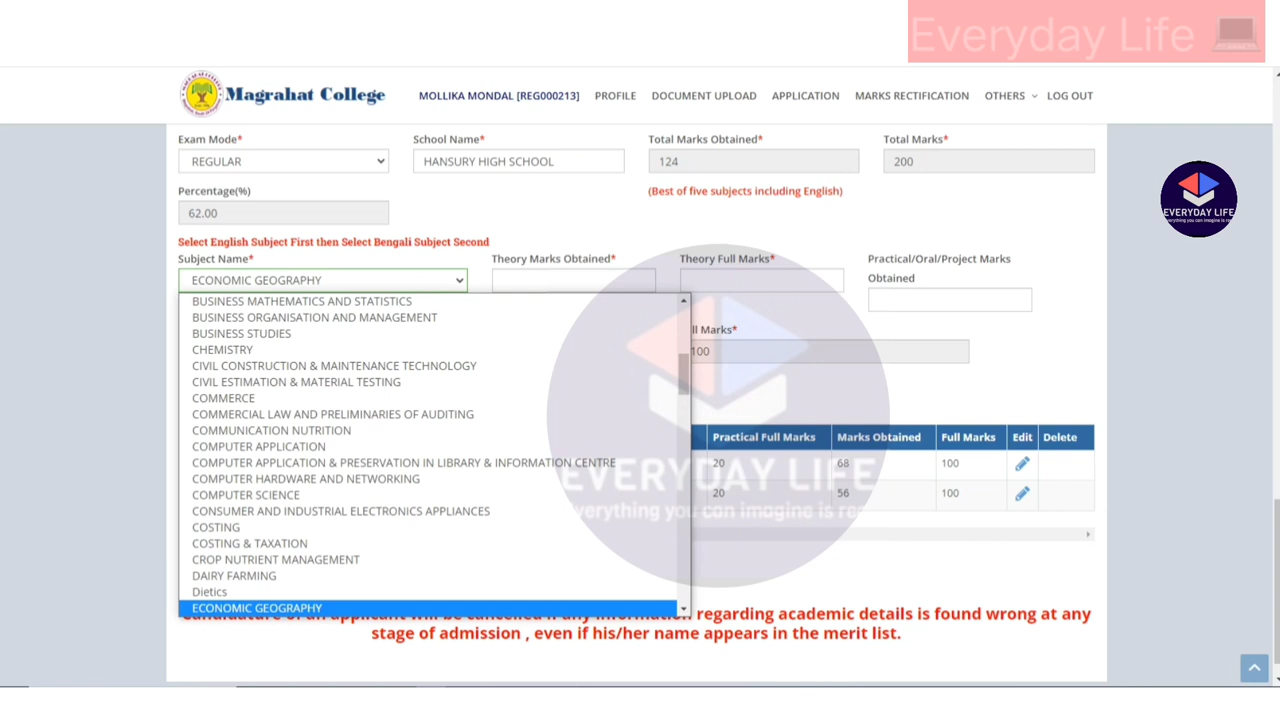 Everyday Life
Magrahat College
MOLLIKA MONDAL [REG000213] PROFILE DOCUMENT UPLOAD APPLICATION MARKS RECTIFICATION OTHERS LOG OUT
Exam Mode* School Name* Total Marks Obtained* Total Marks*
REGULAR HANSURY HIGH SCHOOL 124 200
Percentage(%) (Best of five subjects including English)
62.00
EVERYDAY LIFE
Select English Subject First then Select Bengali Subject Second
Subject Name* Theory Marks Obtained* Theory Full Marks* Practical/Oral/Project Marks
Obtained
ECONOMIC GEOGRAPHY
BUSINESS MATHEMATICS AND STATISTICS
BUSINESS ORGANISATION AND MANAGEMENT
BUSINESS STUDIES
ll Marks*
CHEMISTRY
100
CIVIL CONSTRUCTION & MAINTENANCE TECHNOLOGY
CIVIL ESTIMATION & MATERIAL TESTING
COMMERCE
COMMERCIAL LAW AND PRELIMINARIES OF AUDITING
COMMUNICATION NUTRITION
Practical Full Marks Marks Obtained Full Marks Edit Delete
COMPUTER APPLICATION
COMPUTER APPLICATION & PRESERVATION IN LIBRARY & INFORMATION CENTRE
20 68 100
COMPUTER HARDWARE AND NETWORKING
EVERYDAY LIFE
COMPUTER SCIENCE
20 56 100
CONSUMER AND INDUSTRIAL ELECTRONICS APPLIANCES
everything you can imagine is
COSTING
COSTING & TAXATION
CROP NUTRIENT MANAGEMENT
DAIRY FARMING
Dietics
ECONOMIC GEOGRAPHY
regarding academic details is found wrong at any
stage of admission , even if his/her name appears in the merit list.